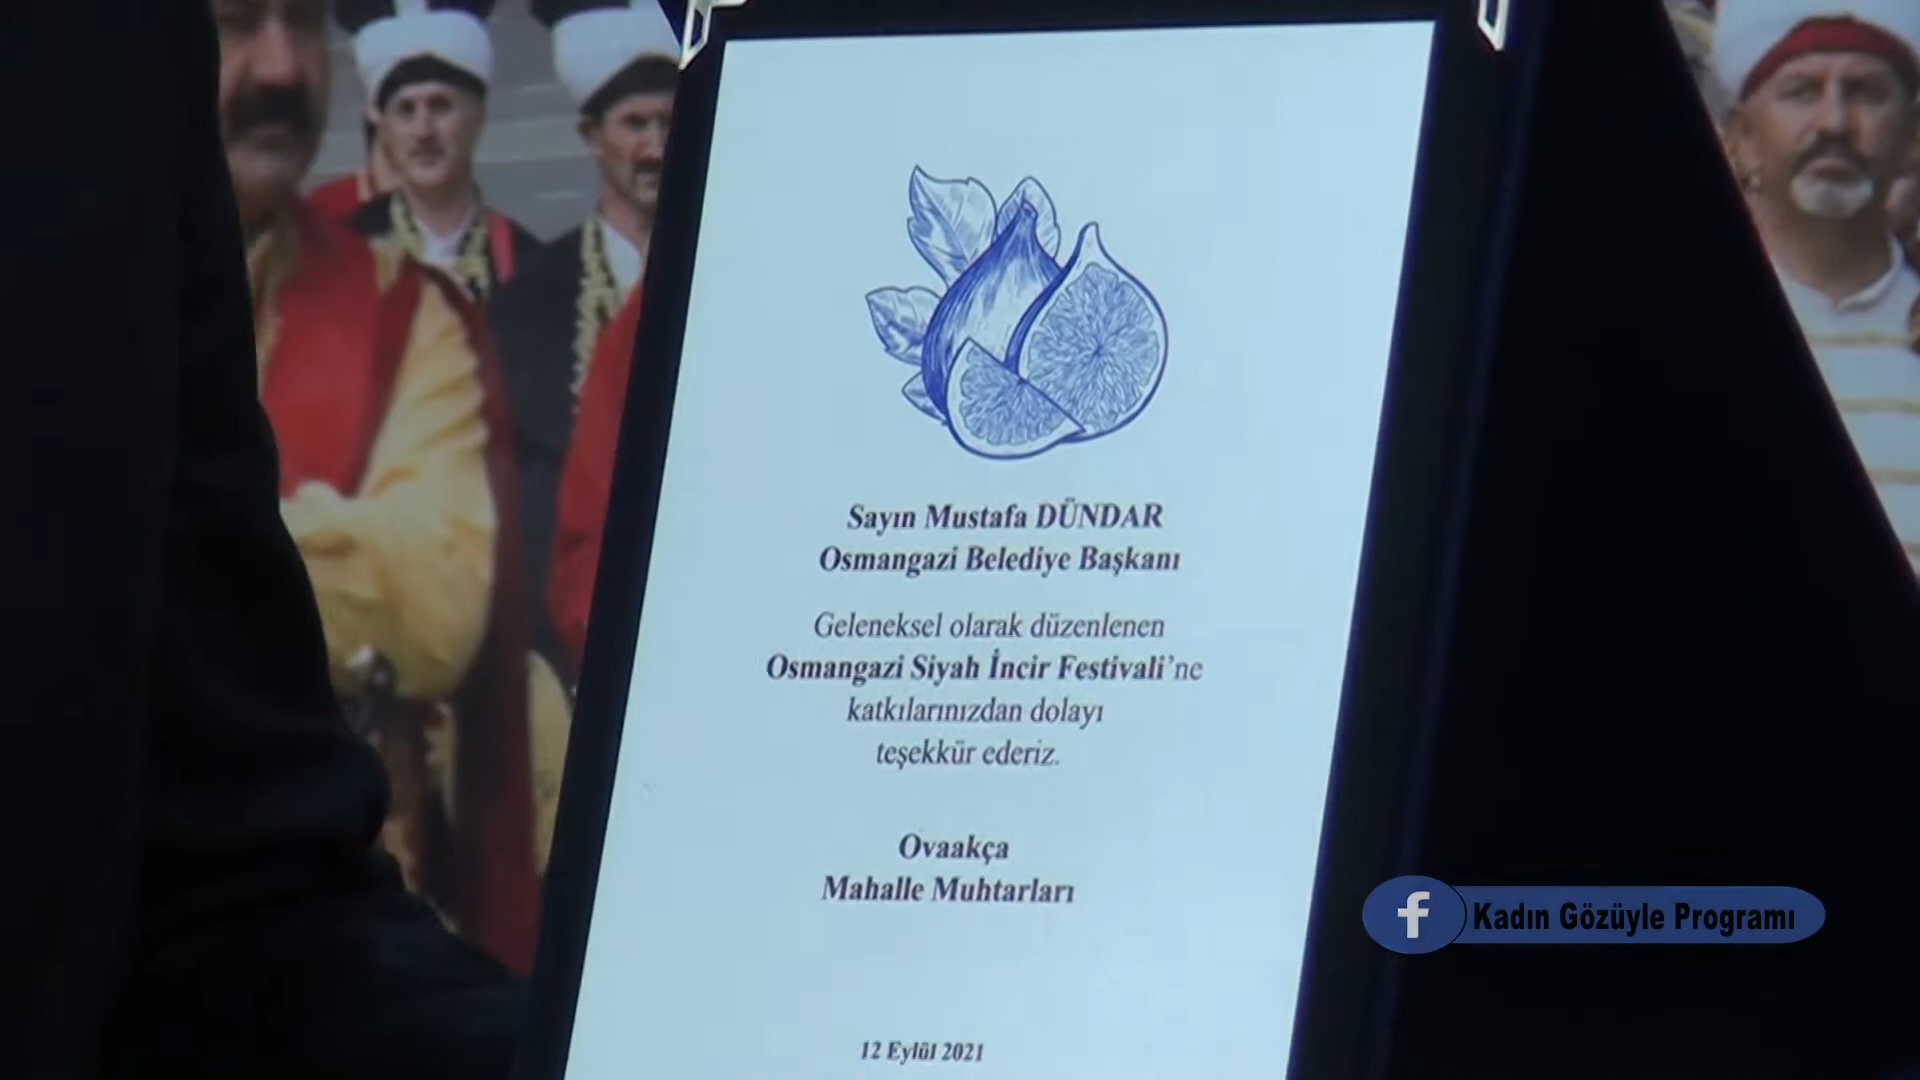 Sayın Mustafa DÜNDAR
Osmangazi Belediye Başkanı
Geleneksel olarak düzenlenen
Osmangazi Siyah İncir Festivali'ne
katkılarınızdan dolayı
teşekkür ederiz.
Ovaakça
Mahalle Muhtarları
12 Eylül 2021
f Kadın Gözüyle Programı